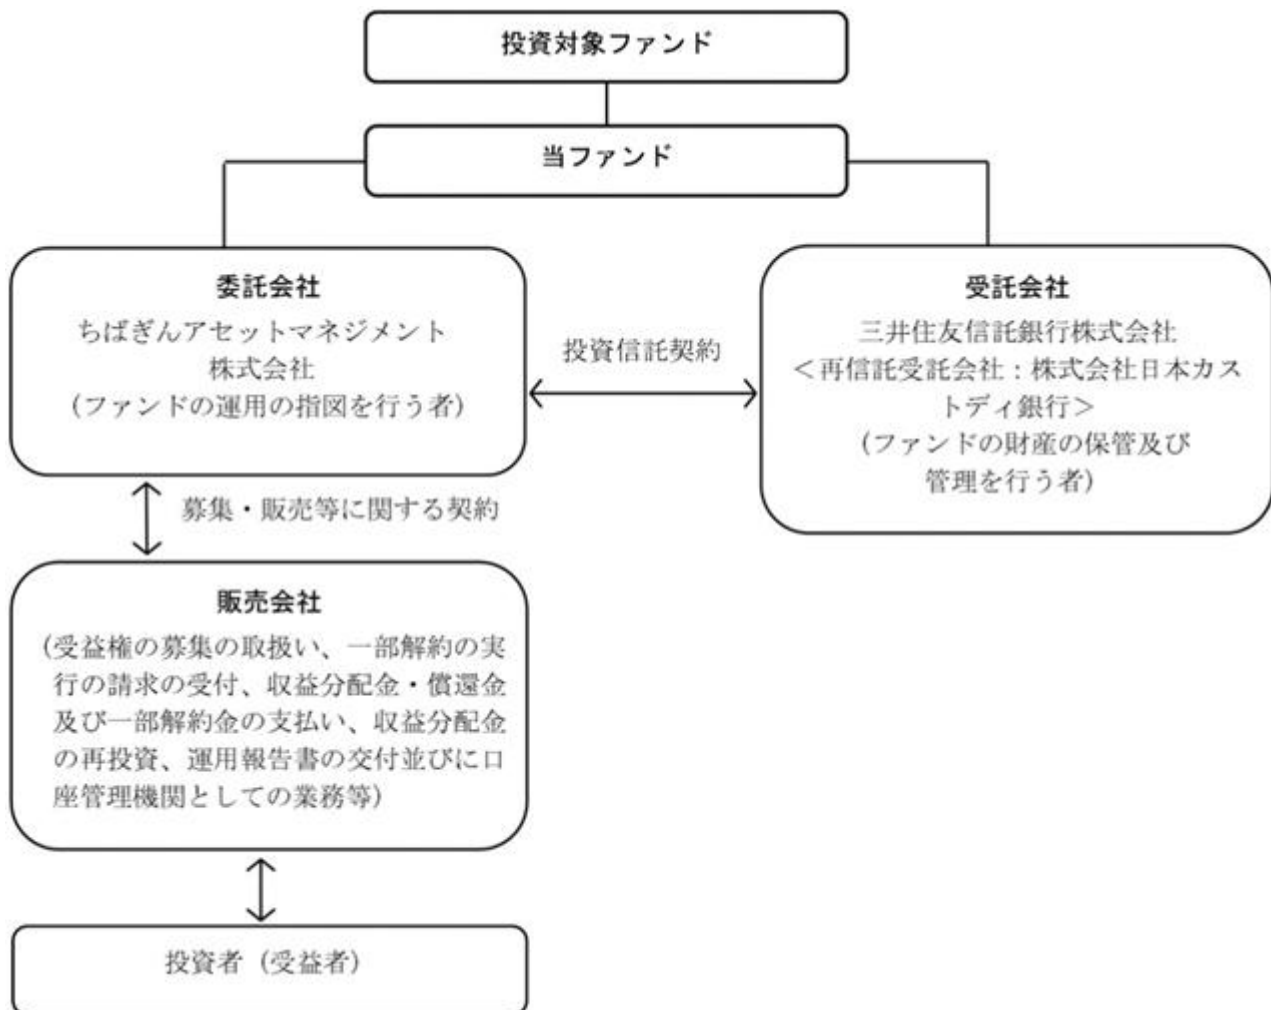 投資対象ファンド
当ファンド
委託会社
ちばぎんアセットマネジメント
株式会社
(ファンドの運用の指図を行う者)
投資信託契約
受託会社
三井住友信託銀行株式会社
<再信託受託会社:株式会社日本カス
トディ銀行>
(ファンドの財産の保管及び
管理を行う者)
募集・販売等に関する契約
販売会社
(受益権の募集の取扱い、一部解約の実
行の請求の受付、収益分配金・償還金
及び一部解約金の支払い、収益分配金
の再投資、運用報告書の交付並びに口
座管理機関としての業務等)
投資者(受益者)